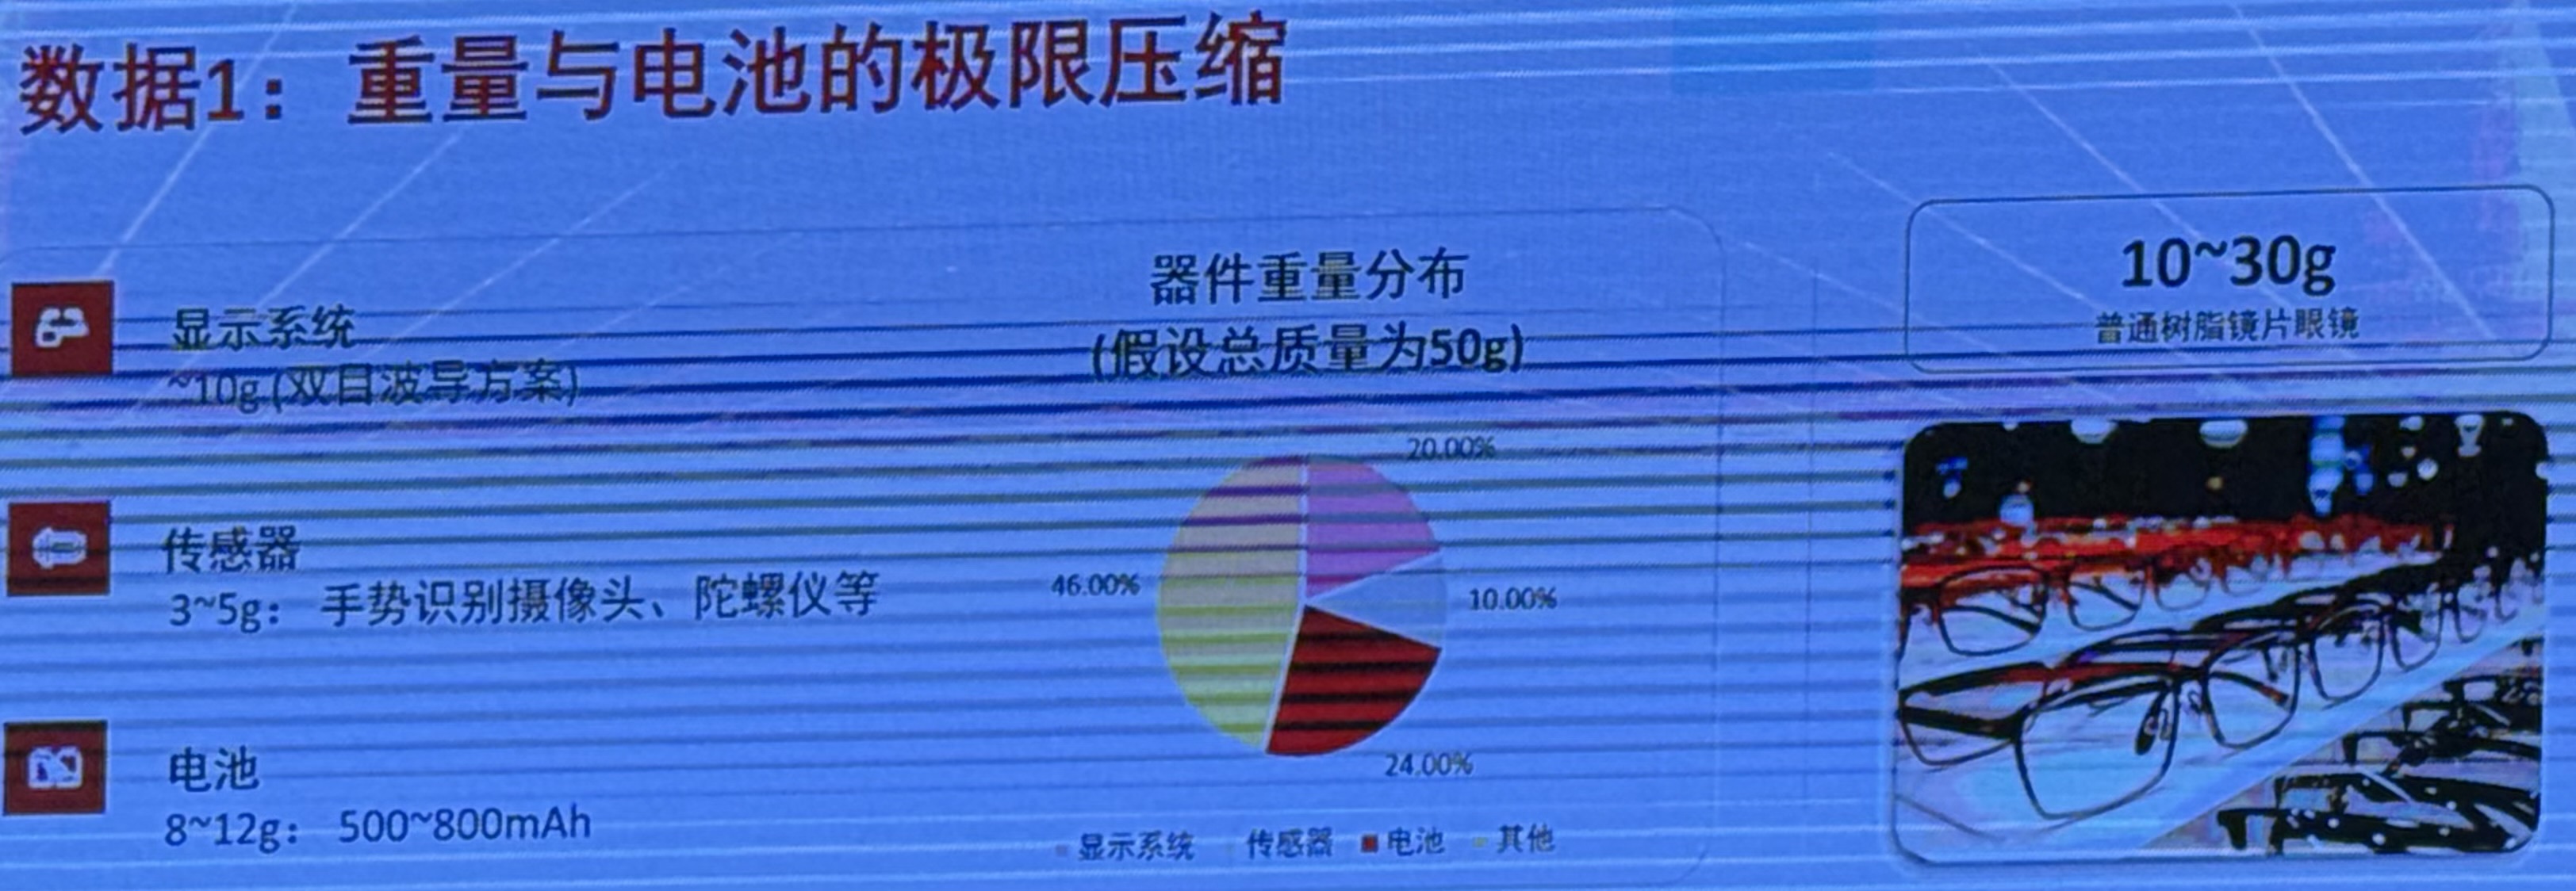 数据1：重量与电池的极限压缩
显示系统
~10g (双目波导方案)
传感器
3~5g： 手势识别摄像头、陀螺仪等
电池
8~12g： 500~800mAh
器件重量分布
(假设总质量为50g)
20.00%
10.00%
24.00%
46.00%
显示系统 传感器 电池 其他
10~30g
普通树脂镜片眼镜